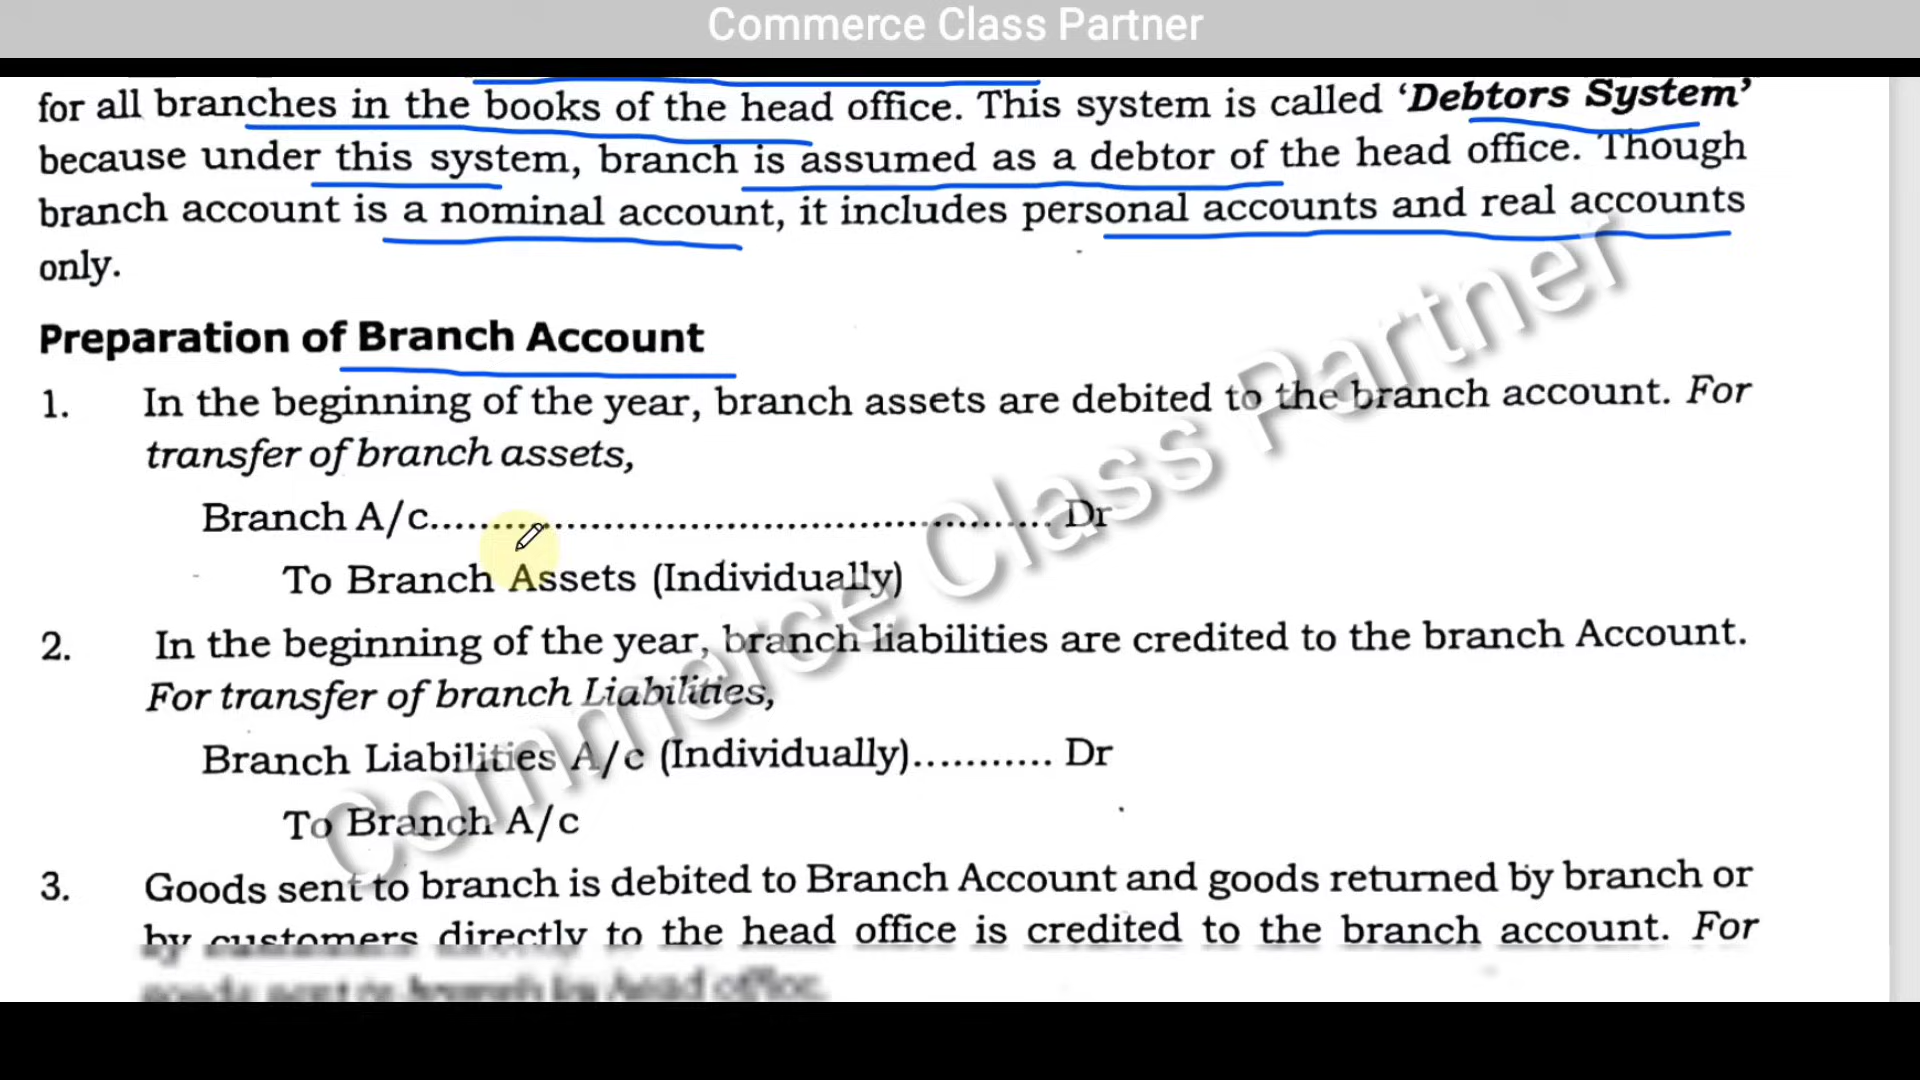 Commerce Class Partner
for all branches in the books of the head office. This system is called ‘Debtors System’
because under this system, branch is assumed as a debtor of the head office. Though
branch account is a nominal account, it includes personal accounts and real accounts
only.
Preparation of Branch Account
1. In the beginning of the year, branch assets are debited to the branch account. For
transfer of branch assets,
Branch A/c.................................................. Dr
To Branch Assets (Individually)
2. In the beginning of the year, branch liabilities are credited to the branch Account.
For transfer of branch Liabilities,
Branch Liabilities A/c (Individually)........... Dr
To Branch A/c
3. Goods sent to branch is debited to Branch Account and goods returned by branch or
by customers directly to the head office is credited to the branch account. For
goods sent to branch by head office,
Commerce Class Partner